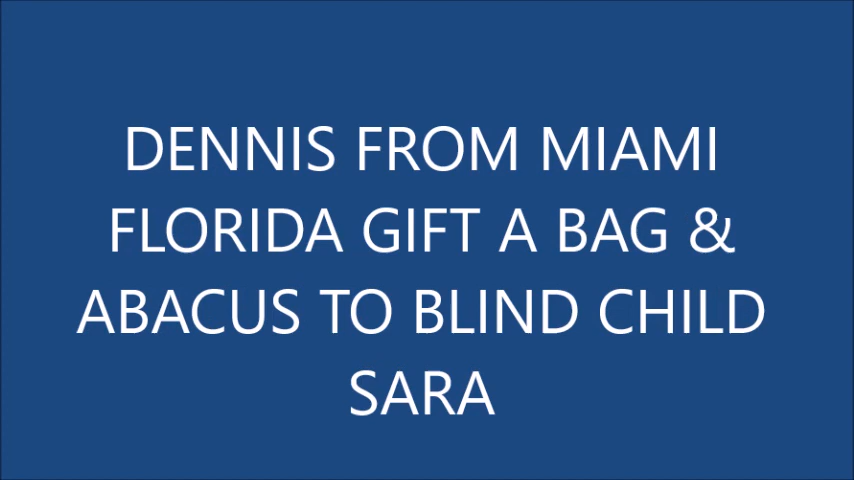 DENNIS FROM MIAMI
FLORIDA GIFT A BAG &
ABACUS TO BLIND CHILD
SARA